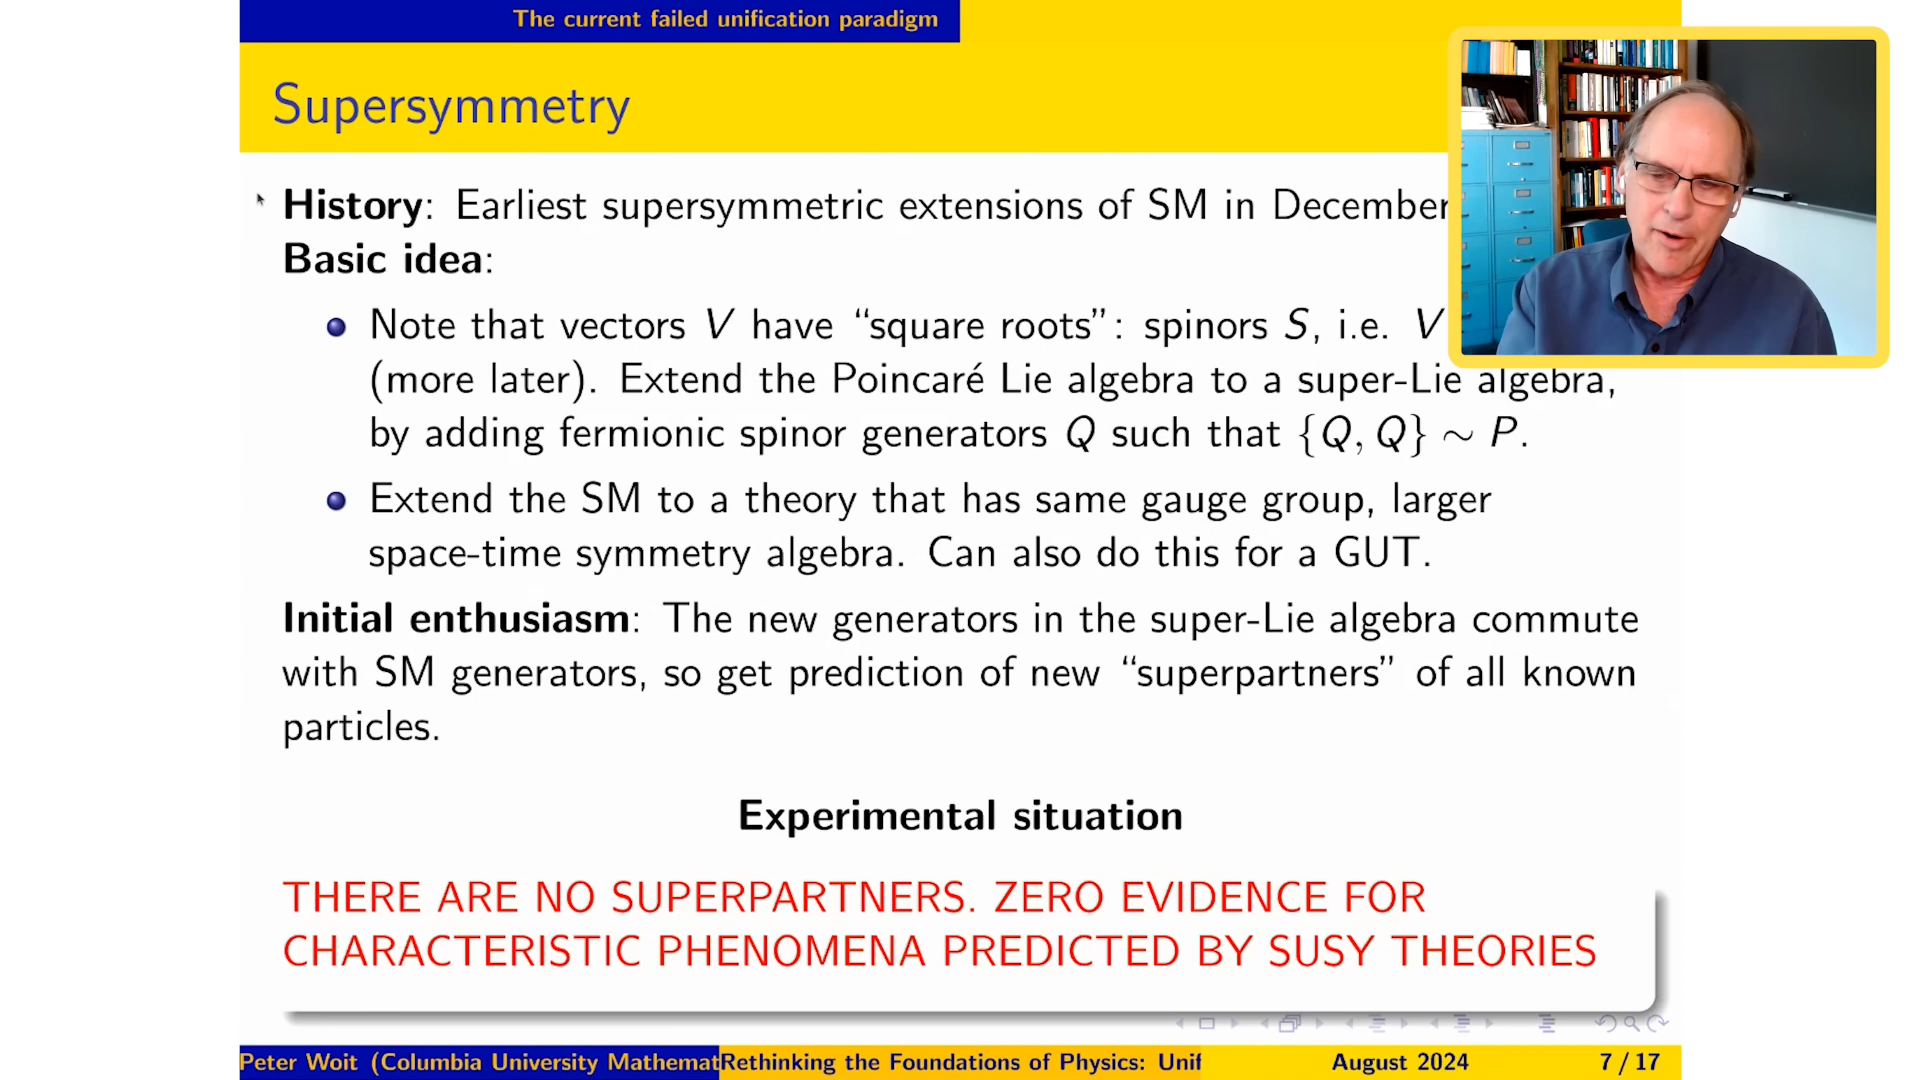 The current failed unification paradigm
Supersymmetry
History: Earliest supersymmetric extensions of SM in December
Basic idea:
Note that vectors V have “square roots”: spinors S, i.e. V
(more later). Extend the Poincaré Lie algebra to a super-Lie algebra,
by adding fermionic spinor generators Q such that {Q, Q} ∼ P.
Extend the SM to a theory that has same gauge group, larger
space-time symmetry algebra. Can also do this for a GUT.
Initial enthusiasm: The new generators in the super-Lie algebra commute
with SM generators, so get prediction of new “superpartners” of all known
particles.
Experimental situation
THERE ARE NO SUPERPARTNERS. ZERO EVIDENCE FOR
CHARACTERISTIC PHENOMENA PREDICTED BY SUSY THEORIES
Peter Woit (Columbia University Mathemat Rethinking the Foundations of Physics: Unif August 2024 7 / 17